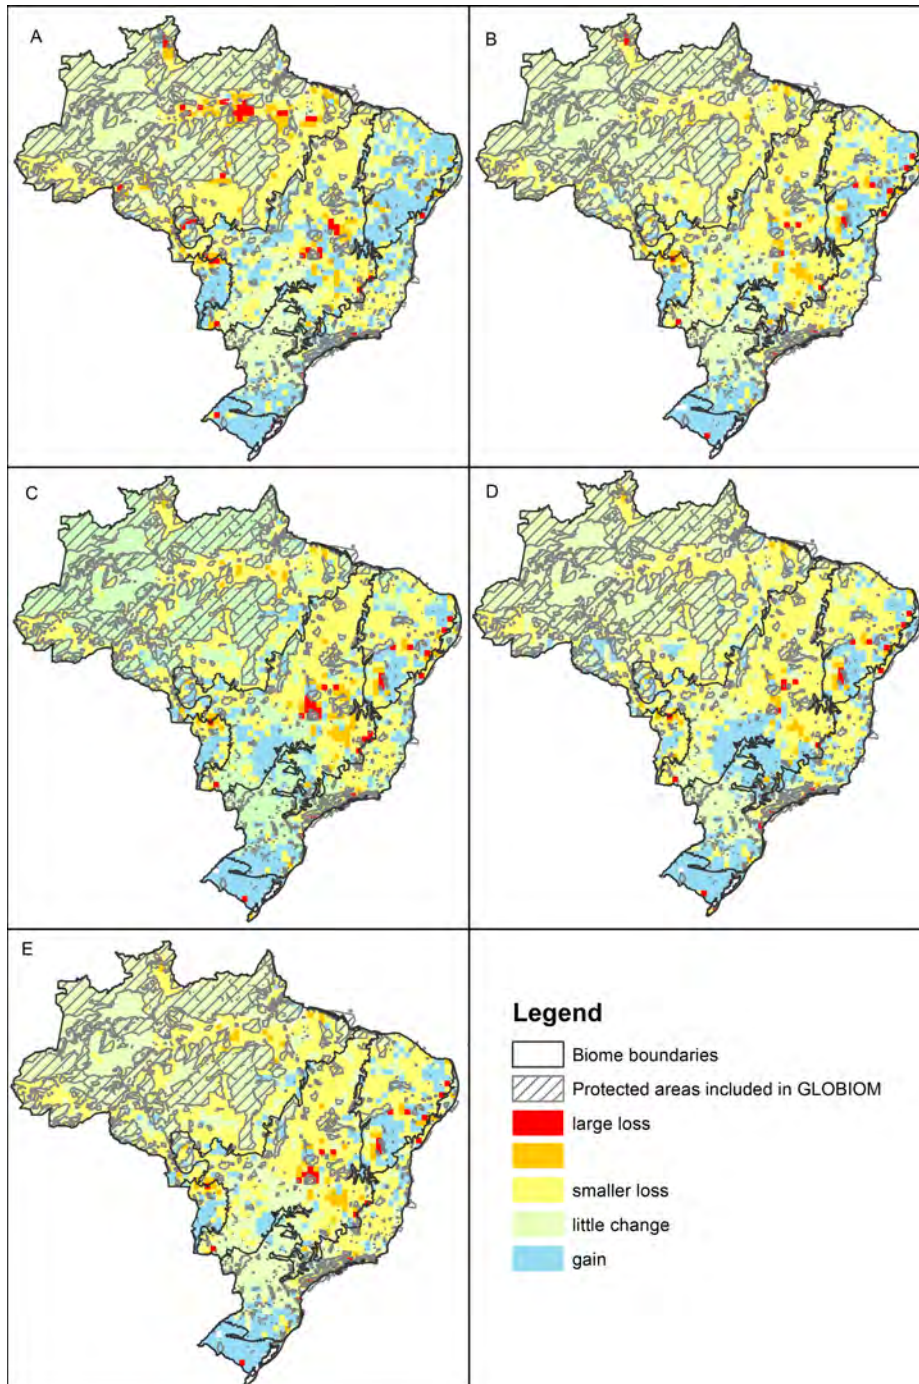 A
B
C
D
E
Legend
Biome boundaries
Protected areas included in GLOBIOM
large loss
smaller loss
little change
gain